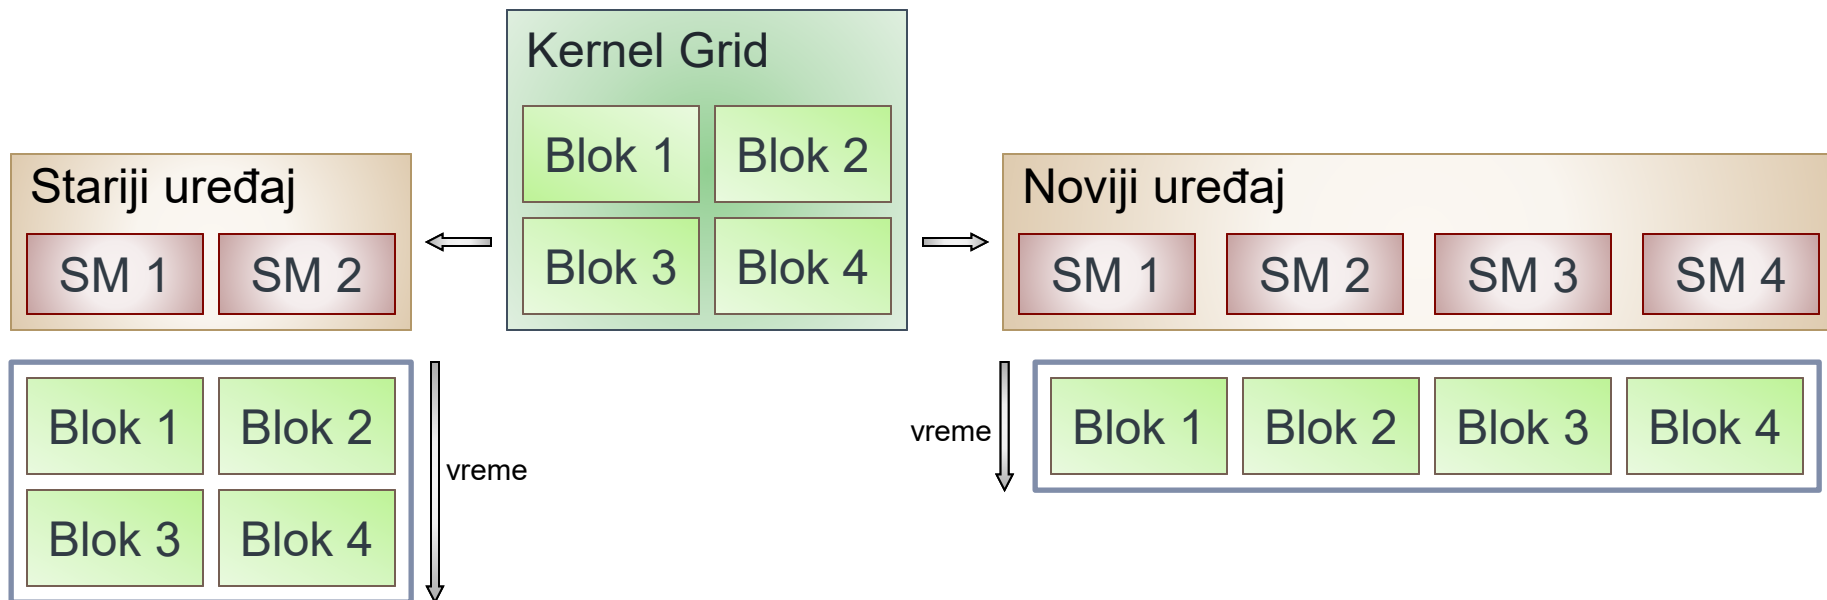 Kernel Grid
Blok 1 Blok 2
Blok 3 Blok 4
Stariji uređaj
SM 1 SM 2
Noviji uređaj
SM 1 SM 2 SM 3 SM 4
Blok 1 Blok 2
Blok 3 Blok 4
vreme
vreme
Blok 1 Blok 2 Blok 3 Blok 4